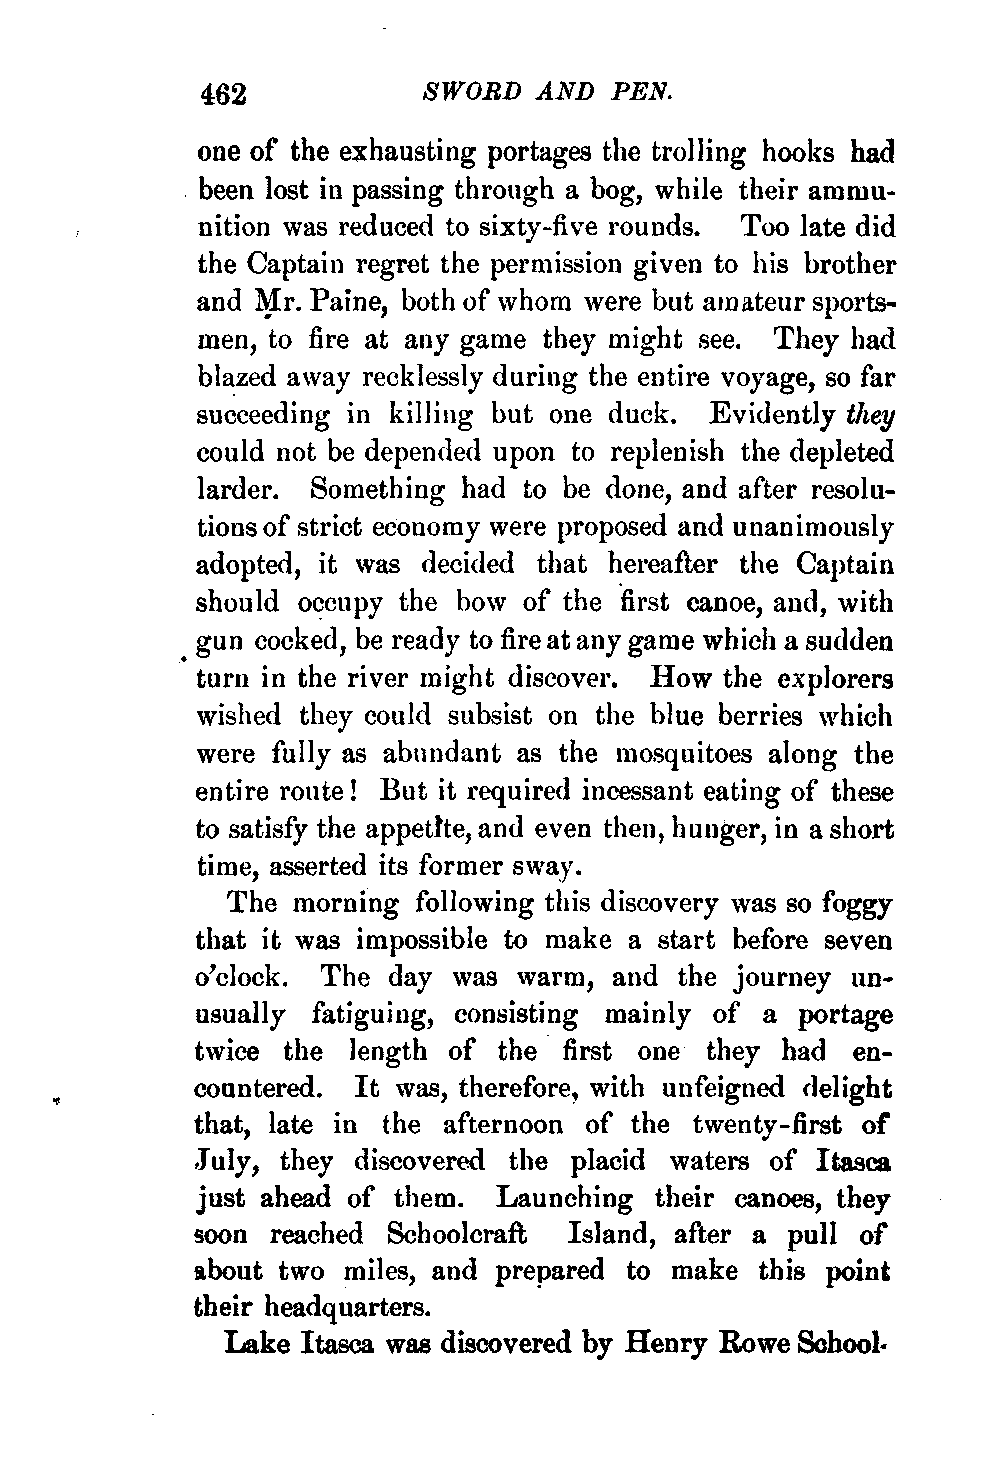 462 SWORD AND PEN.
one of the exhausting portages the trolling hooks had
been lost in passing through a bog, while their ammu-
nition was reduced to sixty-five rounds. Too late did
the Captain regret the permission given to his brother
and Mr. Paine, both of whom were but amateur sports-
men, to fire at any game they might see. They had
blazed away recklessly during the entire voyage, so far
succeeding in killing but one duck. Evidently they
could not be depended upon to replenish the depleted
larder. Something had to be done, and after resolu-
tions of strict economy were proposed and unanimously
adopted, it was decided that hereafter the Captain
should occupy the bow of the first canoe, and, with
gun cocked, be ready to fire at any game which a sudden
turn in the river might discover. How the explorers
wished they could subsist on the blue berries which
were fully as abundant as the mosquitoes along the
entire route! But it required incessant eating of these
to satisfy the appetite, and even then, hunger, in a short
time, asserted its former sway.
The morning following this discovery was so foggy
that it was impossible to make a start before seven
o'clock. The day was warm, and the journey un-
usually fatiguing, consisting mainly of a portage
twice the length of the first one they had en-
countered. It was, therefore, with unfeigned delight
that, late in the afternoon of the twenty-first of
July, they discovered the placid waters of Itasca
just ahead of them. Launching their canoes, they
soon reached Schoolcraft Island, after a pull of
about two miles, and prepared to make this point
their headquarters.
Lake Itasca was discovered by Henry Rowe School-